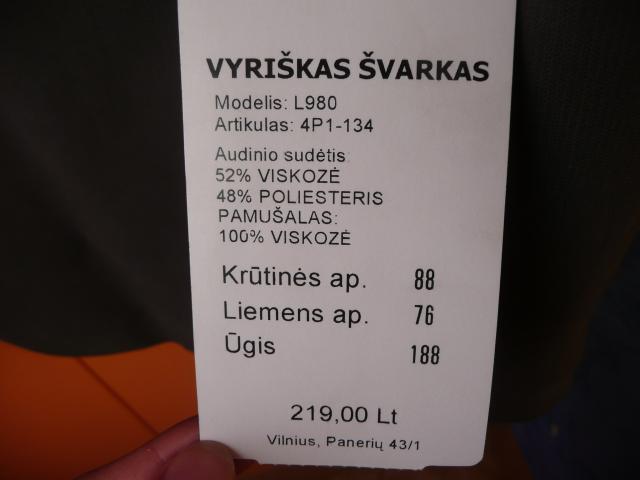 VYRIŠKAS ŠVARKAS
Modelis: L980
Artikulas: 4P1-134
Audinio sudėtis:
52% VISKOZĖ
48% POLIESTERIS
PAMUŠALAS:
100% VISKOZĖ
Krūtinės ap. 88
Liemens ap. 76
Ūgis 188
219,00 Lt
Vilnius, Panerių 43/1